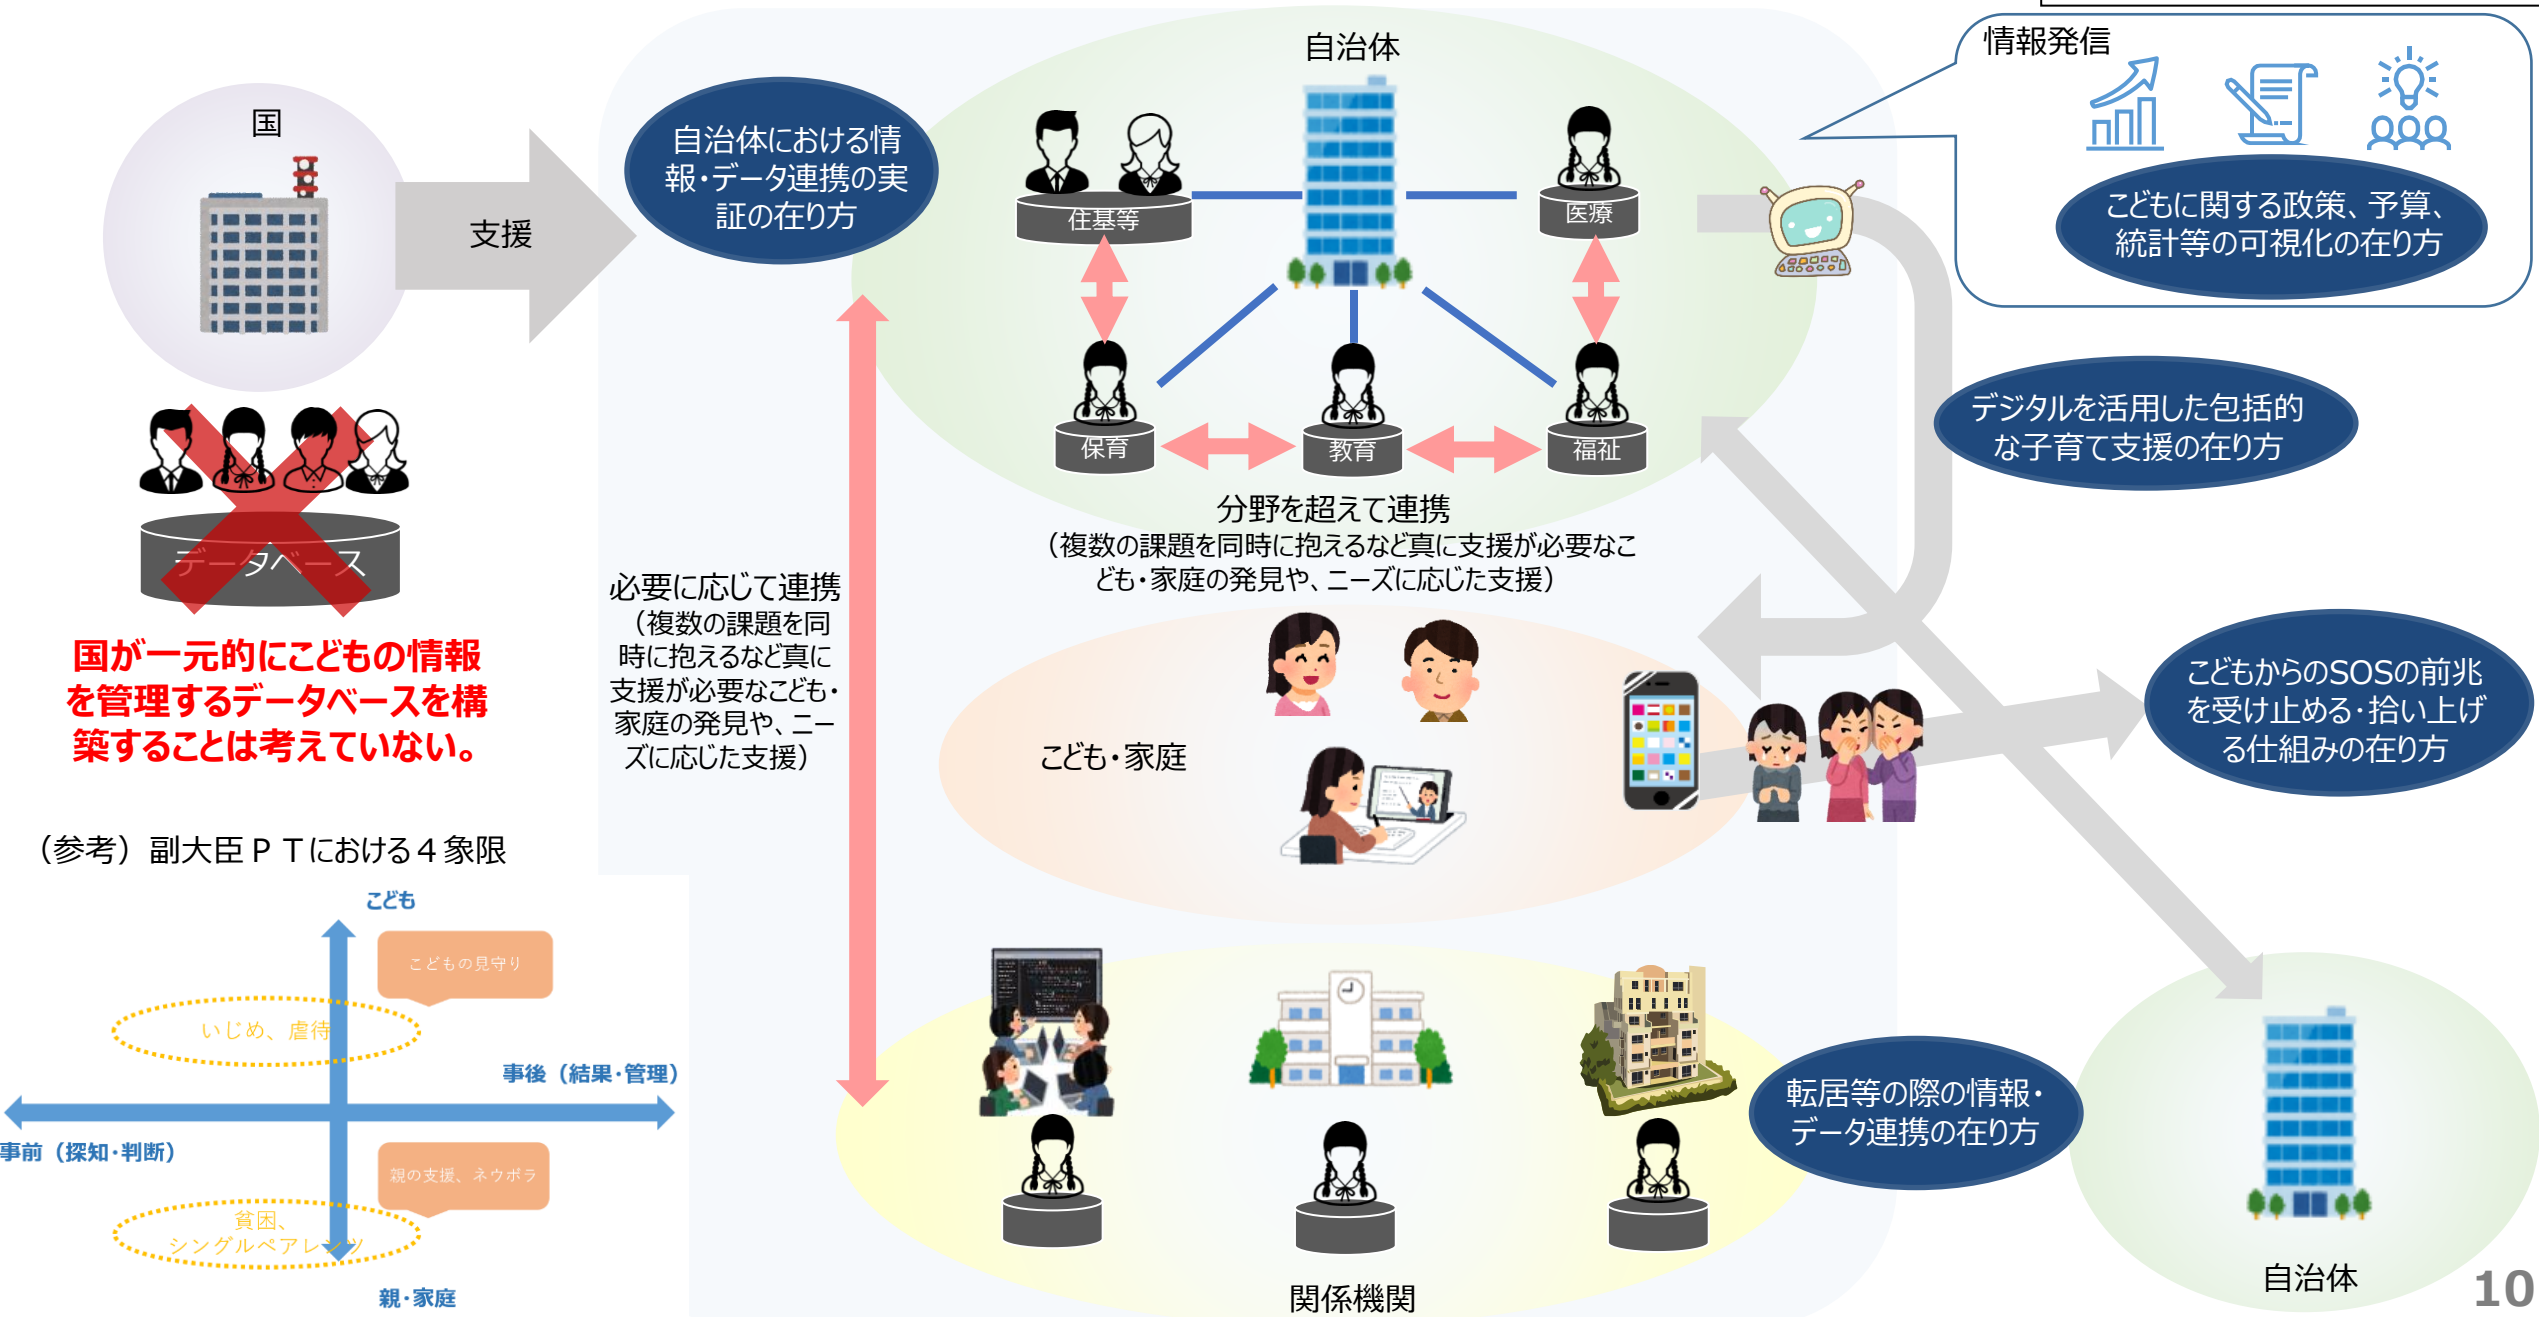 国
支援
データベース
国が一元的にこどもの情報
を管理するデータベースを構
築することは考えていない。
自治体における情
報・データ連携の実
証の在り方
自治体
住基等
医療
保育
教育
福祉
分野を超えて連携
（複数の課題を同時に抱えるなど真に支援が必要なこ
ども・家庭の発見や、ニーズに応じた支援）
情報発信
こどもに関する政策、予算、
統計等の可視化の在り方
デジタルを活用した包括的
な子育て支援の在り方
必要に応じて連携
（複数の課題を同
時に抱えるなど真に
支援が必要なこども・
家庭の発見や、ニー
ズに応じた支援）
こども・家庭
こどもからのSOSの前兆
を受け止める・拾い上げ
る仕組みの在り方
（参考）副大臣ＰＴにおける４象限
こども
こどもの見守り
いじめ、虐待
事後（結果・管理）
事前（探知・判断）
親の支援、ネウボラ
貧困、
シングルペアレンツ
親・家庭
転居等の際の情報・
データ連携の在り方
関係機関
自治体
10